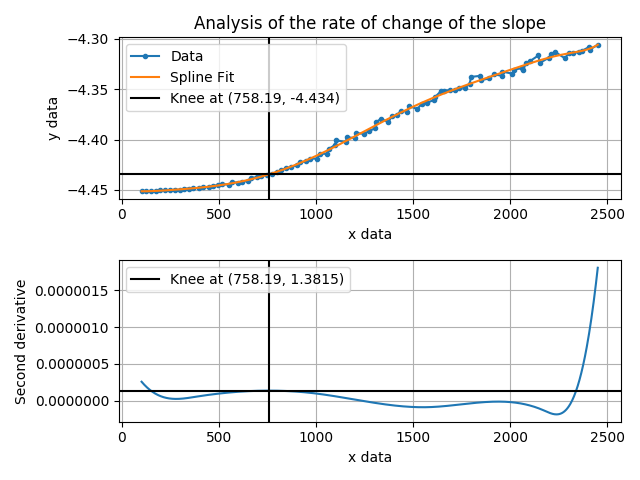 Analysis of the rate of change of the slope
−4.30
−4.35
−4.40
−4.45
y data
Data
Spline Fit
Knee at (758.19, -4.434)
0
500
1000
1500
2000
2500
x data
0.0000015
0.0000010
0.0000005
0.0000000
Second derivative
Knee at (758.19, 1.3815)
0
500
1000
1500
2000
2500
x data